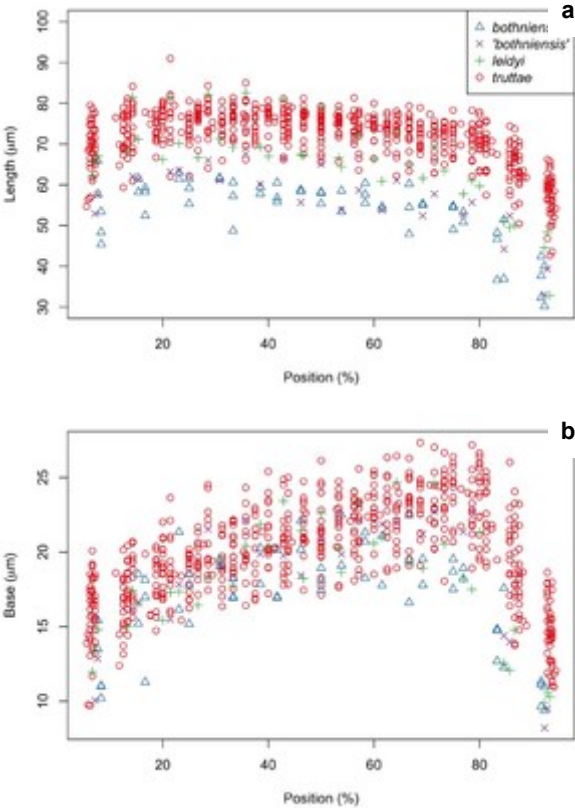 a
100
90
80
70
60
50
40
30
Length (μm)
bothniens
'bothniensis'
leidyi
truttae
20 40 60 80
Position (%)
b
25
20
15
10
Base (μm)
20 40 60 80
Position (%)